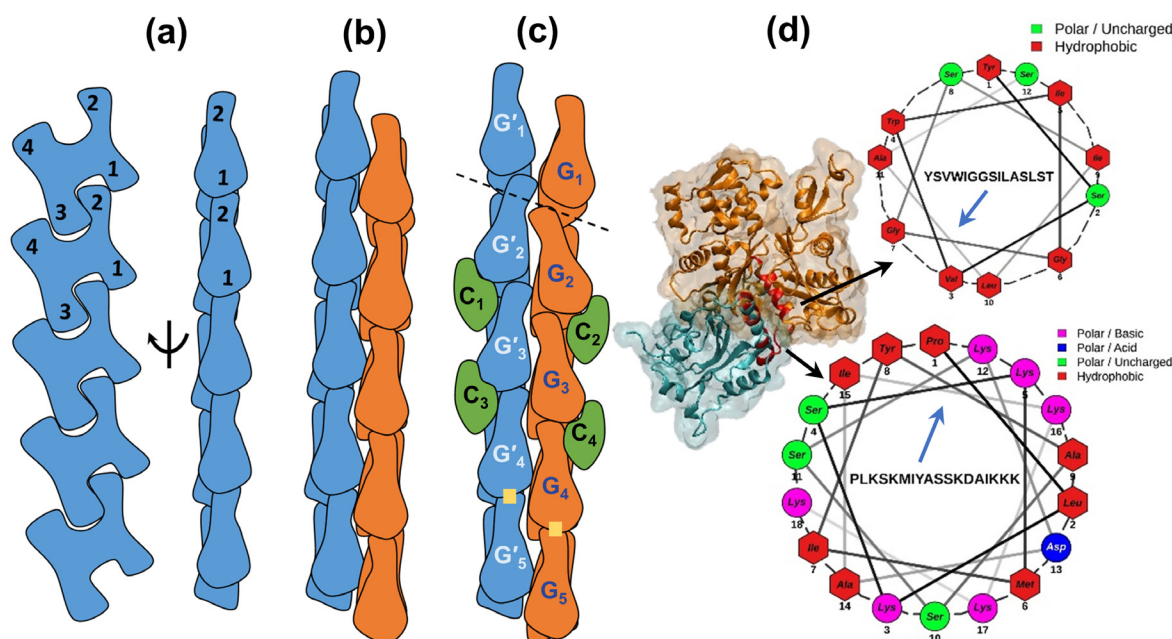 (a)
(b)
(c)
(d)
2
4
1
3
2
4
1
3
2
1
2
1
G'1
G1
G'2
G2
C1
C2
G'3
G3
C3
C4
G'4
G4
G'5
G5
Polar / Uncharged
Hydrophobic
Tyr
1
Ser
8
Ser
12
Ile
Trp
4
Ala
11
Ile
9
Ser
2
YSVWIGGSILASLST
Gly
7
Gly
6
Val
3
Leu
10
Polar / Basic
Polar / Acid
Polar / Uncharged
Hydrophobic
Pro
1
Tyr
8
Lys
12
Ile
15
Lys
5
Ser
4
Lys
16
Ser
11
Ala
9
PLKSKMIYASSKDAIKKK
Lys
18
Leu
2
Ile
7
Asp
13
Ala
14
Met
6
Lys
3
Ser
10
Lys
17